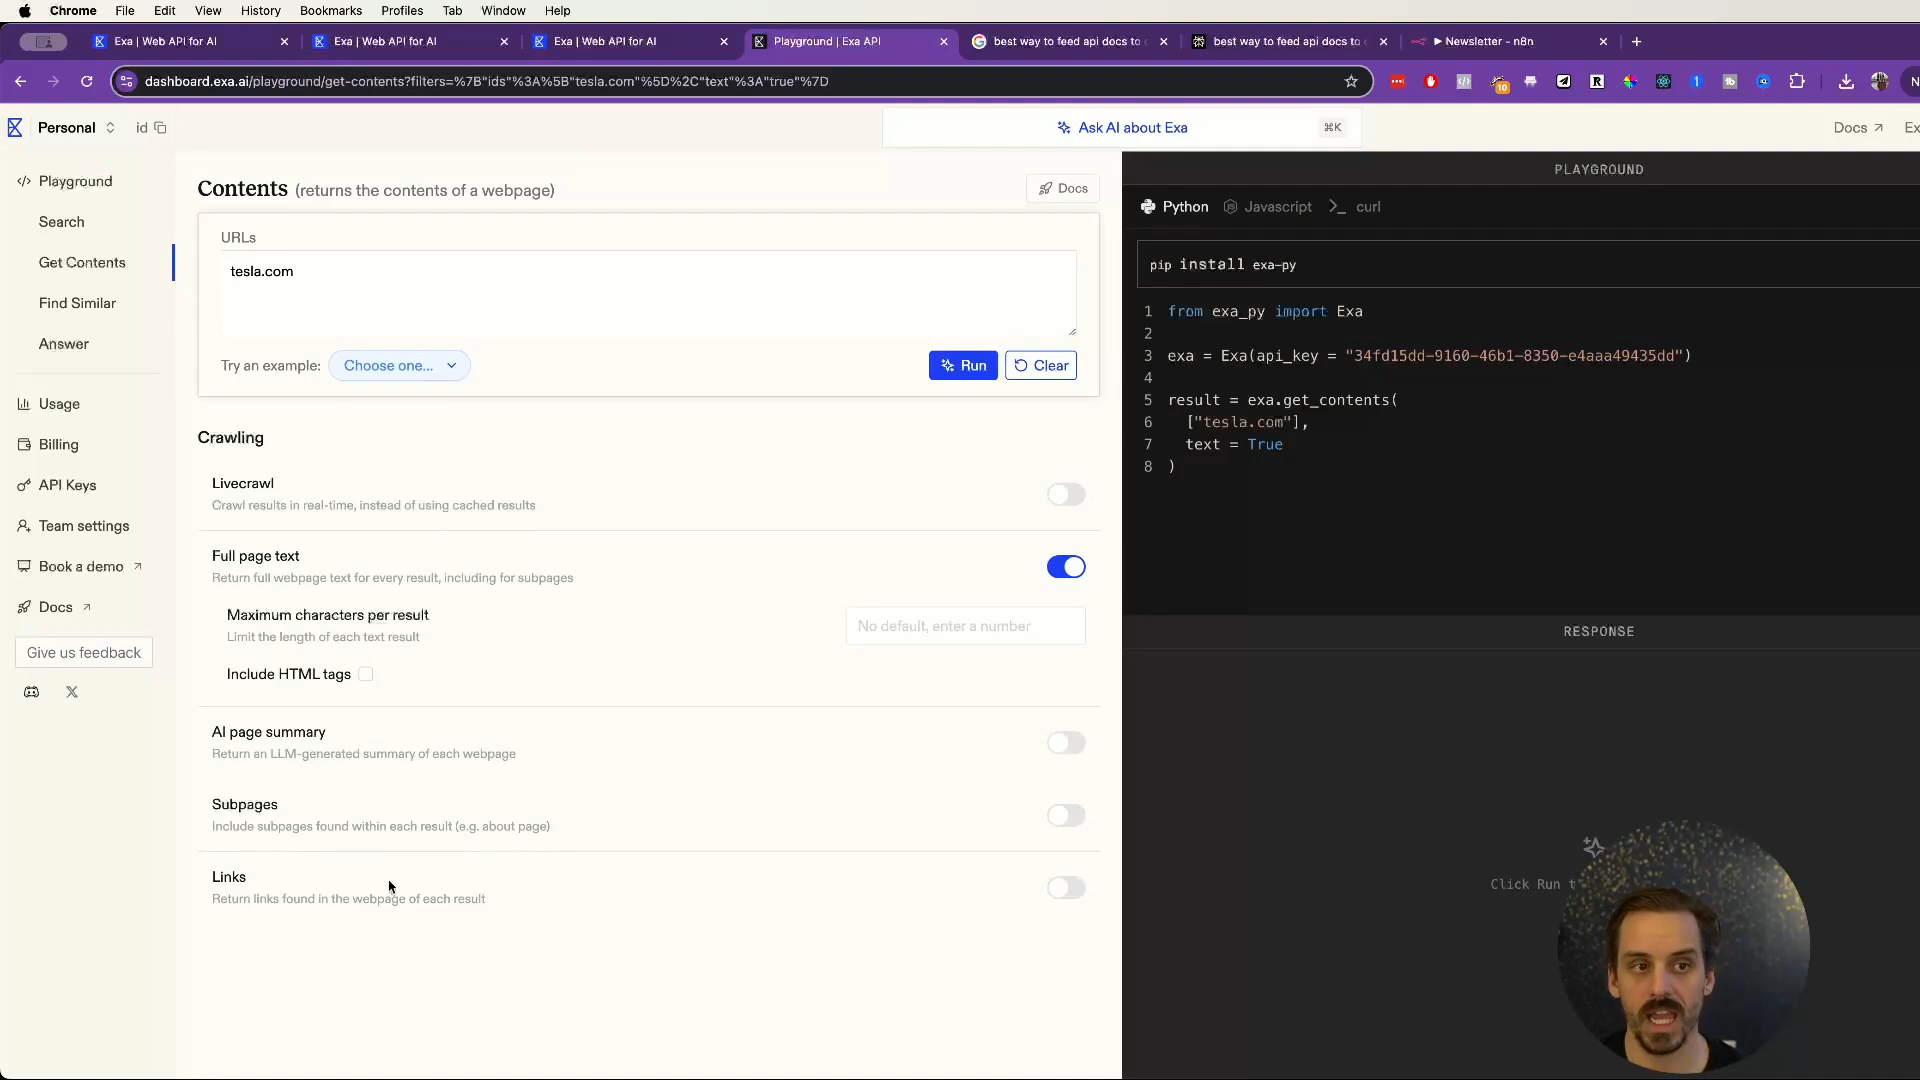 Chrome File Edit View History Bookmarks Profiles Tab Window Help
Exa | Web API for AI
Exa | Web API for AI
Exa | Web API for AI
Playground | Exa API
best way to feed api docs to
best way to feed api docs to
Newsletter - n8n
dashboard.exa.ai/playground/get-contents?filters=%7B"ids"%3A%5B"tesla.com"%5D%2C"text"%3A"true"%7D
10
Personal
id
Ask AI about Exa
⌘K
Docs
Ex
Playground
Search
Get Contents
Find Similar
Answer
Usage
Billing
API Keys
Team settings
Book a demo
Docs
Give us feedback
Contents (returns the contents of a webpage)
Docs
URLs
tesla.com
Try an example:
Choose one...
Run
Clear
Crawling
Livecrawl
Crawl results in real-time, instead of using cached results
Full page text
Return full webpage text for every result, including for subpages
Maximum characters per result
Limit the length of each text result
No default, enter a number
Include HTML tags
AI page summary
Return an LLM-generated summary of each webpage
Subpages
Include subpages found within each result (e.g. about page)
Links
Return links found in the webpage of each result
PLAYGROUND
Python
Javascript
curl
pip install exa-py
1 from exa_py import Exa
2
3 exa = Exa(api_key = "34fd15dd-9160-46b1-8350-e4aaa49435dd")
4
5 result = exa.get_contents(
6 ["tesla.com"],
7 text = True
8 )
RESPONSE
Click Run t